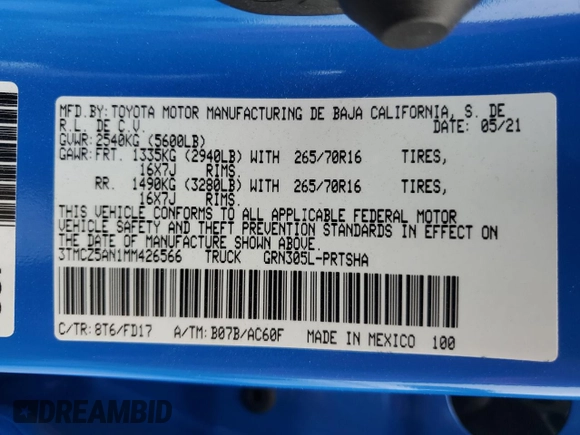 MFD.BY:TOYOTA MOTOR MANUFACTURING DE BAJA CALIFORNIA, S. DE
R.L. DE C.V. DATE: 05/21
GVWR: 2540KG (5600LB)
GAWR:FRT. 1335KG (2940LB) WITH 265/70R16 TIRES,
16X7J RIMS.
RR. 1490KG (3280LB) WITH 265/70R16 TIRES,
16X7J RIMS.
THIS VEHICLE CONFORMS TO ALL APPLICABLE FEDERAL MOTOR
VEHICLE SAFETY AND THEFT PREVENTION STANDARDS IN EFFECT ON
THE DATE OF MANUFACTURE SHOWN ABOVE.
3TMCZ5AN1MM426566 TRUCK GRN305L-PRTSHA
C/TR: 8T6/FD17 A/TM: B07B/AC60F MADE IN MEXICO 100
DREAMBID